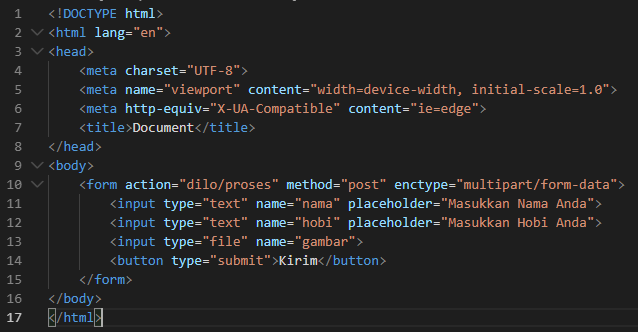 1 <!DOCTYPE html>
2 <html lang="en">
3 <head>
4 <meta charset="UTF-8">
5 <meta name="viewport" content="width=device-width, initial-scale=1.0">
6 <meta http-equiv="X-UA-Compatible" content="ie=edge">
7 <title>Document</title>
8 </head>
9 <body>
10 <form action="dilo/proses" method="post" enctype="multipart/form-data">
11 <input type="text" name="nama" placeholder="Masukkan Nama Anda">
12 <input type="text" name="hobi" placeholder="Masukkan Hobi Anda">
13 <input type="file" name="gambar">
14 <button type="submit">Kirim</button>
15 </form>
16 </body>
17 </html>